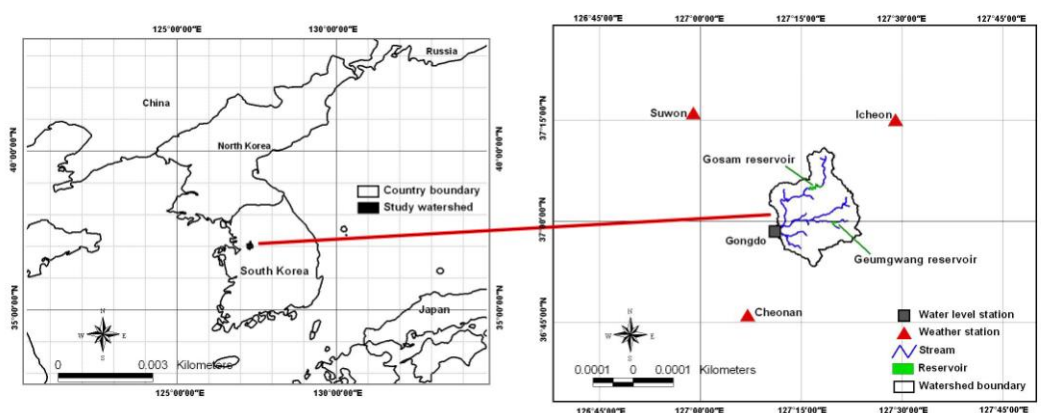 125°00'00"E 130°00'00"E
Russia
China
40°00'00"N
40°00'00"N
North Korea
Country boundary
Study watershed
South Korea
35°00'00"N
35°00'00"N
Japan
N
W E
S
0 0.003 Kilometers
125°00'00"E 130°00'00"E
126°45'00"E 127°00'00"E 127°15'00"E 127°30'00"E 127°45'00"E
37°15'00"N
37°15'00"N
Suwon
Icheon
Gosam reservoir
37°00'00"N
37°00'00"N
Gongdo
Geumgwang reservoir
36°45'00"N
36°45'00"N
Cheonan
N
W E
S
0.0001 0 0.0001 Kilometers
Water level station
Weather station
Stream
Reservoir
Watershed boundary
126°45'00"E 127°00'00"E 127°15'00"E 127°30'00"E 127°45'00"E